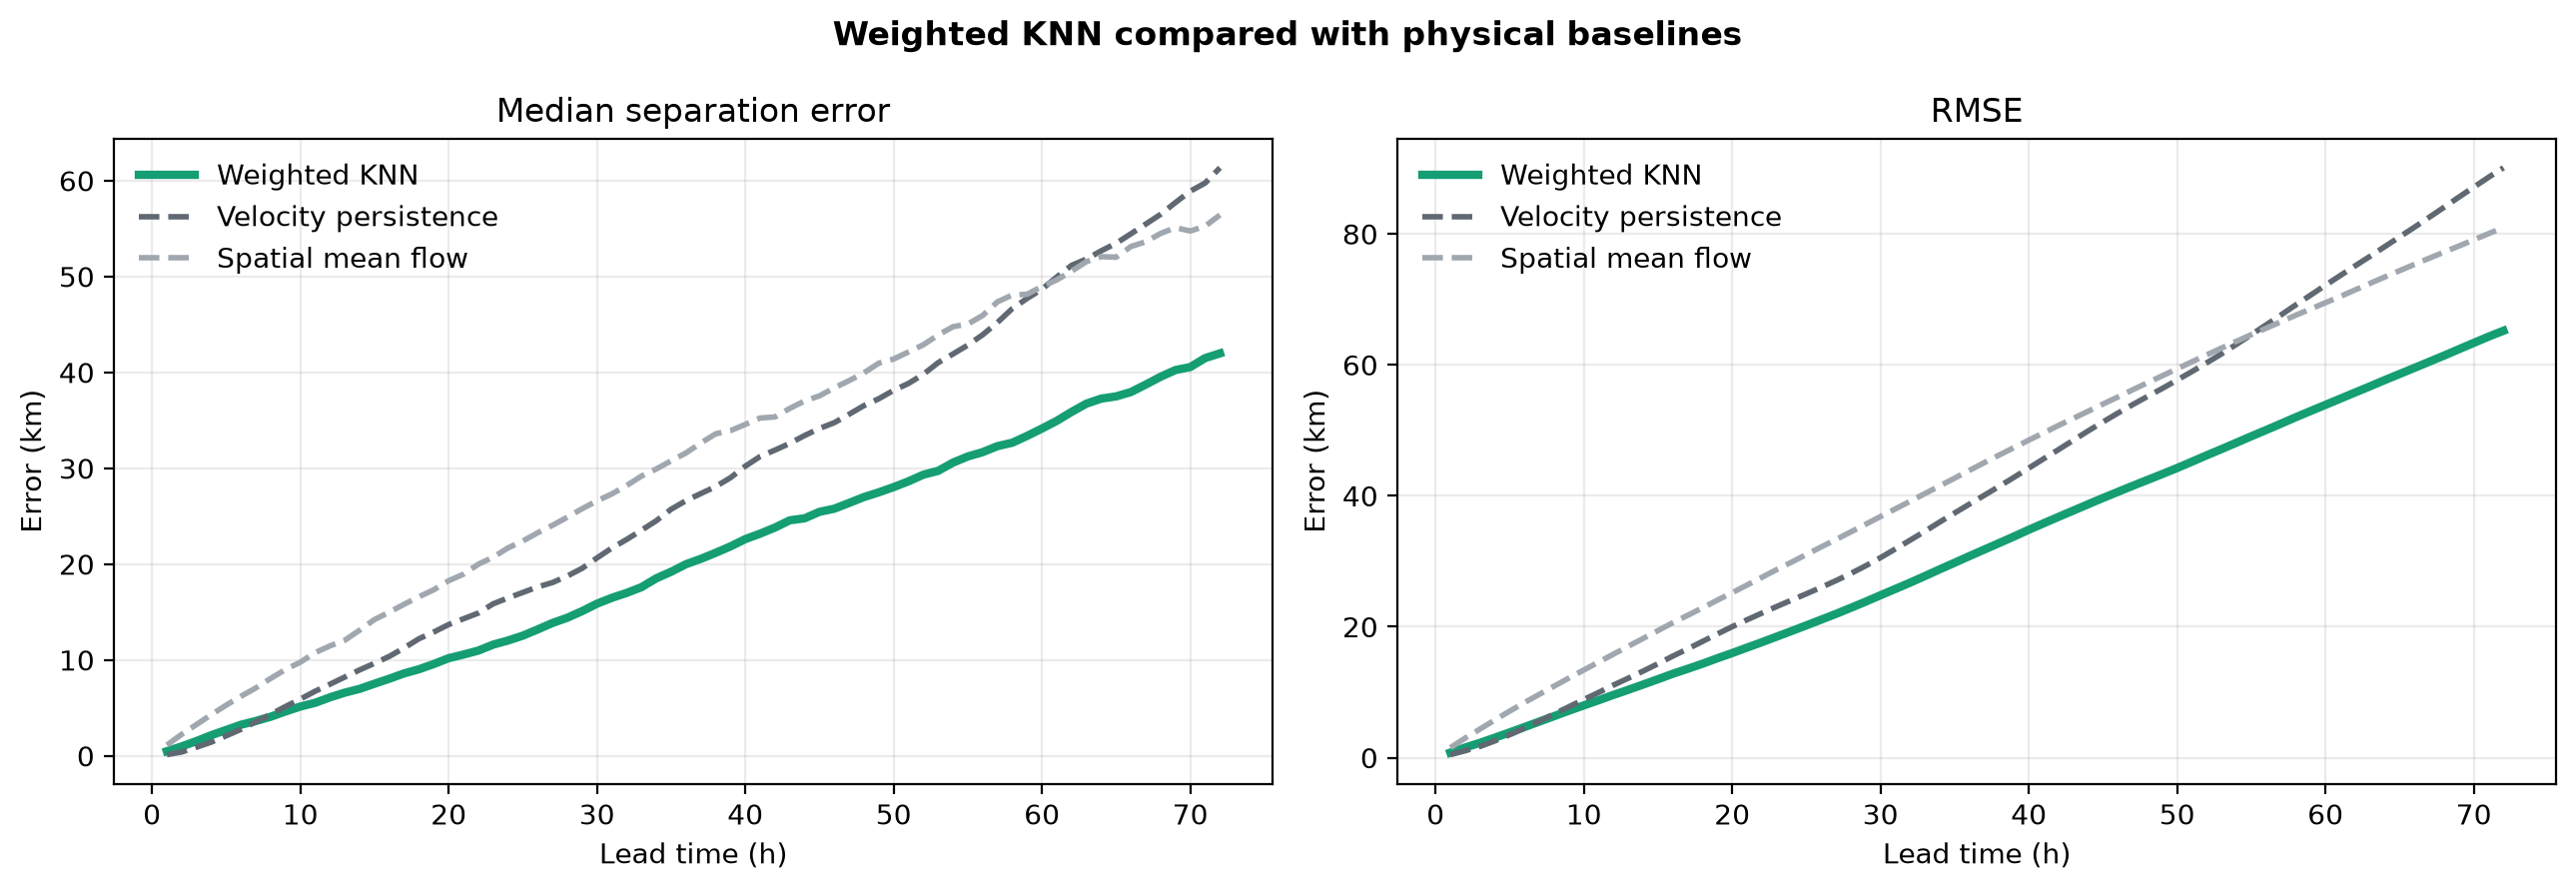 Weighted KNN compared with physical baselines
Median separation error
Weighted KNN
Velocity persistence
Spatial mean flow
60
50
40
30
20
10
0
Error (km)
0 10 20 30 40 50 60 70
Lead time (h)
RMSE
Weighted KNN
Velocity persistence
Spatial mean flow
80
60
40
20
0
Error (km)
0 10 20 30 40 50 60 70
Lead time (h)